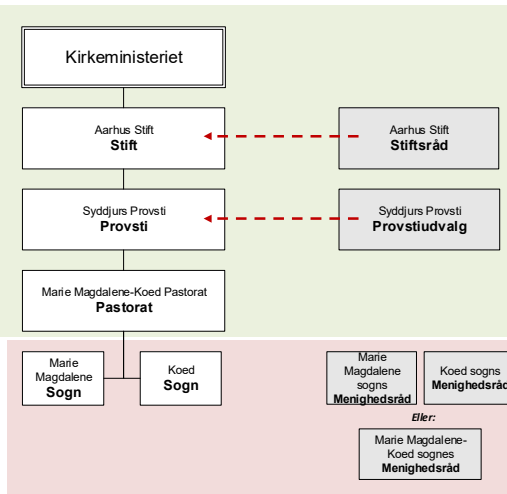 Kirkeministeriet
Aarhus Stift
Stift
Aarhus Stift
Stiftsråd
Syddjurs Provsti
Provsti
Syddjurs Provsti
Provstiudvalg
Marie Magdalene-Koed Pastorat
Pastorat
Marie
Magdalene
Sogn
Koed
Sogn
Marie
Magdalene
sogns
Menighedsråd
Koed sogns
Menighedsråd
Eller:
Marie Magdalene-
Koed sognes
Menighedsråd